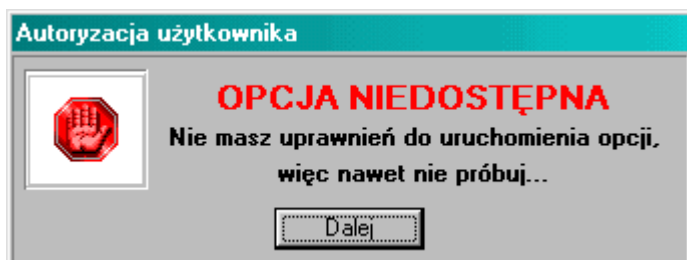 Autoryzacja użytkownika
OPCJA NIEDOSTĘPNA
Nie masz uprawnień do uruchomienia opcji,
więc nawet nie próbuj...
Dalej